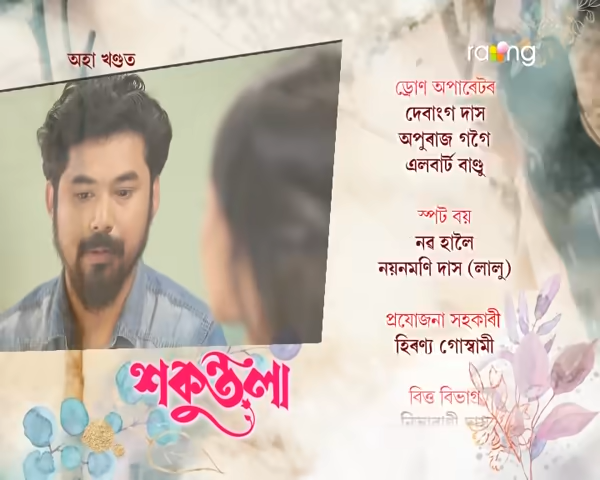 অহা খণ্ডত
rang
ড্ৰোণ অপাৰেটৰ
দেবাংগ দাস
অপুৰাজ গগৈ
এলবাৰ্ট বাগু
স্পট বয়
নৱ হালৈ
নয়নমণি দাস (লালু)
প্ৰযোজনা সহকাৰী
হিৰণ্য গোস্বামী
শকুন্তলা
বিত্ত বিভাগ